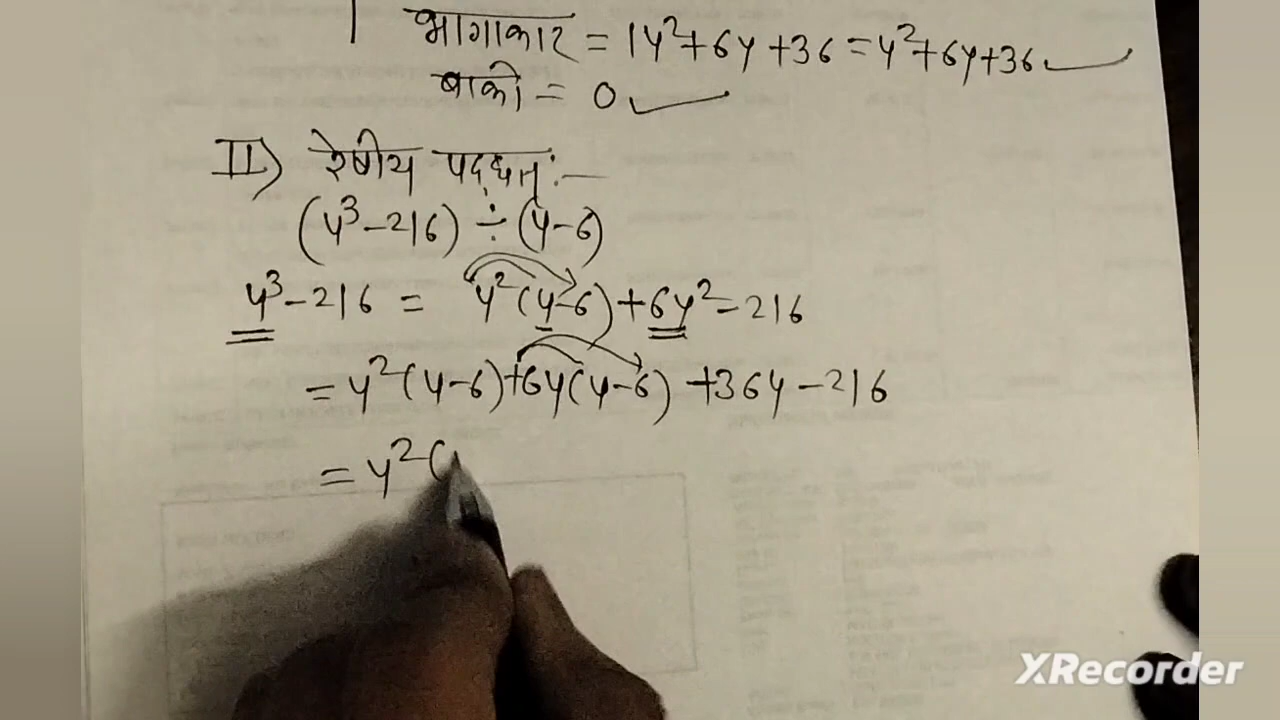 भागाकार = 1y²+6y+36 = y²+6y+36
बाकी = 0
II) रेषीय पद्धत :—
(y³-216) ÷ (y-6)
y³-216 = y²(y-6)+6y²-216
= y²(y-6)+6y(y-6)+36y-216
= y²(
XRecorder